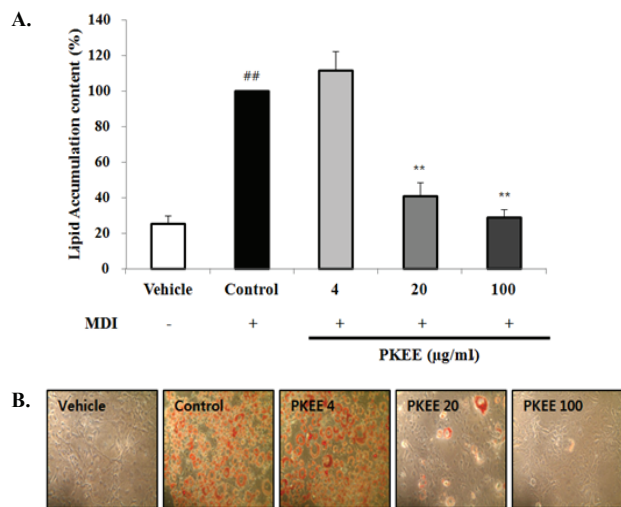 A.
Lipid Accumulation content (%)
140
120
100
80
60
40
20
0
##
**
**
Vehicle Control 4 20 100
MDI - + + + +
PKEE (μg/ml)
B.
Vehicle Control PKEE 4 PKEE 20 PKEE 100